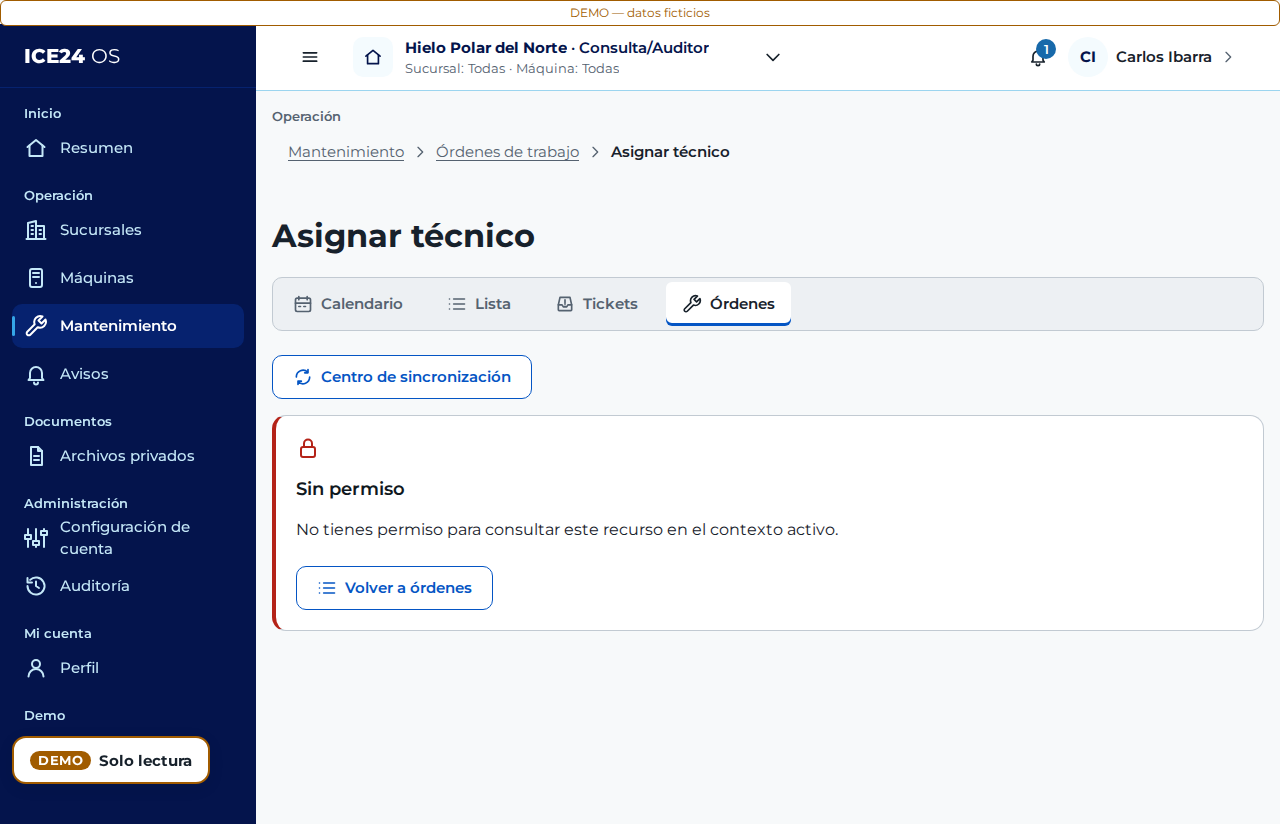 DEMO — datos ficticios
ICE24 OS
Inicio
Resumen
Operación
Sucursales
Máquinas
Mantenimiento
Avisos
Documentos
Archivos privados
Administración
Configuración de
cuenta
Auditoría
Mi cuenta
Perfil
Demo
DEMO Solo lectura
Hielo Polar del Norte · Consulta/Auditor
Sucursal: Todas · Máquina: Todas
1
CI Carlos Ibarra
Operación
Mantenimiento Órdenes de trabajo Asignar técnico
Asignar técnico
Calendario Lista Tickets Órdenes
Centro de sincronización
Sin permiso
No tienes permiso para consultar este recurso en el contexto activo.
Volver a órdenes